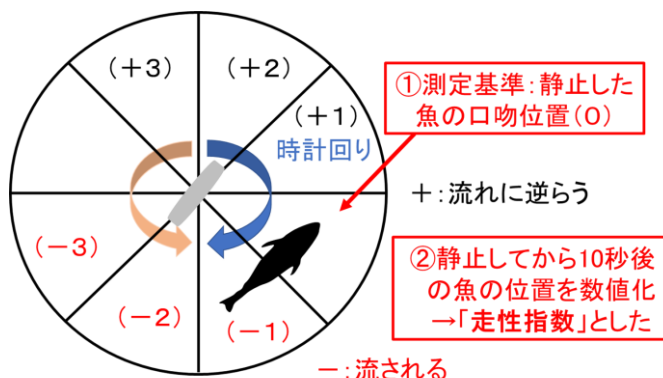 (+3)
(+2)
(+1)
時計回り
(-3)
(-2)
(-1)
①測定基準:静止した
魚の口吻位置(0)
+:流れに逆らう
②静止してから10秒後
の魚の位置を数値化
→「走性指数」とした
-:流される